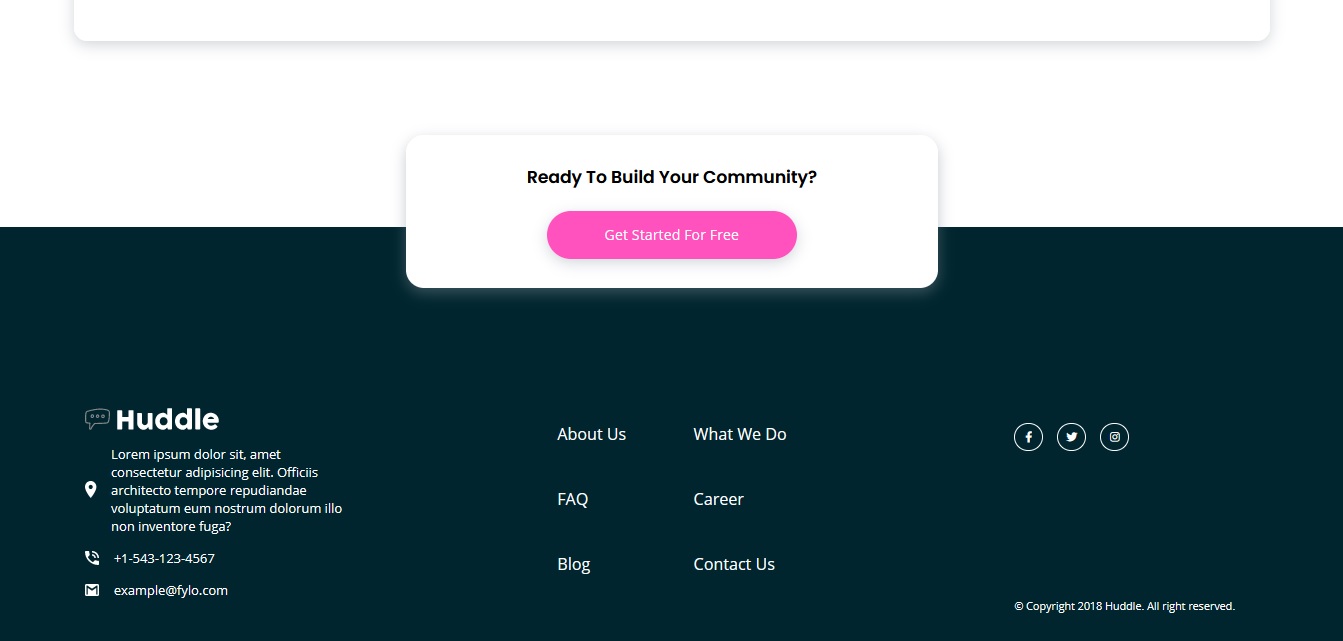 Ready To Build Your Community?
Get Started For Free
Huddle
Lorem ipsum dolor sit, amet
consectetur adipisicing elit. Officiis
architecto tempore repudiandae
voluptatum eum nostrum dolorum illo
non inventore fuga?
+1-543-123-4567
example@fylo.com
About Us
What We Do
FAQ
Career
Blog
Contact Us
© Copyright 2018 Huddle. All right reserved.